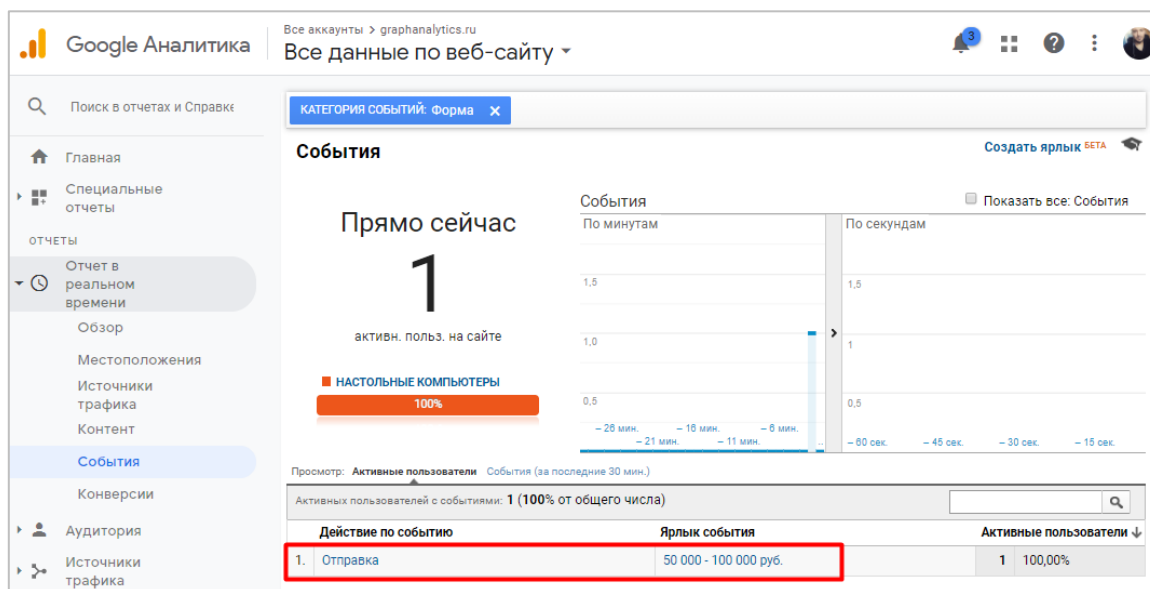 Google Аналитика
Все аккаунты > graphanalytics.ru
Все данные по веб-сайту
3
Поиск в отчетах и Справке
Главная
Специальные
отчеты
ОТЧЕТЫ
Отчет в
реальном
времени
Обзор
Местоположения
Источники
трафика
Контент
События
Конверсии
Аудитория
Источники
трафика
КАТЕГОРИЯ СОБЫТИЙ: Форма X
События
Создать ярлык БЕТА
Прямо сейчас
1
активн. польз. на сайте
НАСТОЛЬНЫЕ КОМПЬЮТЕРЫ
100%
События
Показать все: События
По минутам
1,5
1,0
0,5
– 26 мин. – 16 мин. – 6 мин.
– 21 мин. – 11 мин. ..
По секундам
1,5
1
0,5
– 60 сек. – 45 сек. – 30 сек. – 15 сек.
Просмотр: Активные пользователи События (за последние 30 мин.)
Активных пользователей с событиями: 1 (100% от общего числа)
Действие по событию Ярлык события Активные пользователи ↓
1. Отправка 50 000 - 100 000 руб. 1 100,00%